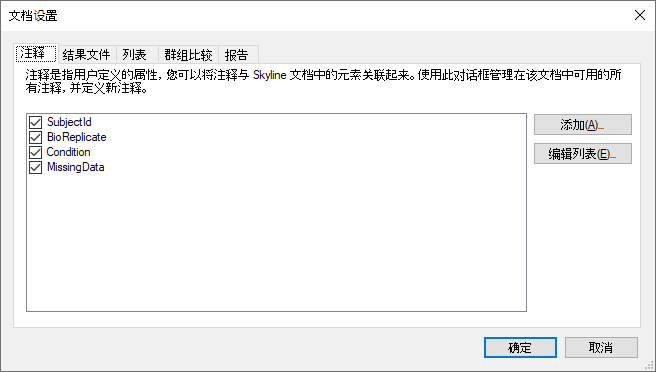 文档设置
注释 结果文件 列表 群组比较 报告
注释是指用户定义的属性, 您可以将注释与 Skyline 文档中的元素关联起来。使用此对话框管理在该文档中可用的所
有注释, 并定义新注释。
SubjectId
BioReplicate
Condition
MissingData
添加(A)...
编辑列表(E)...
确定 取消